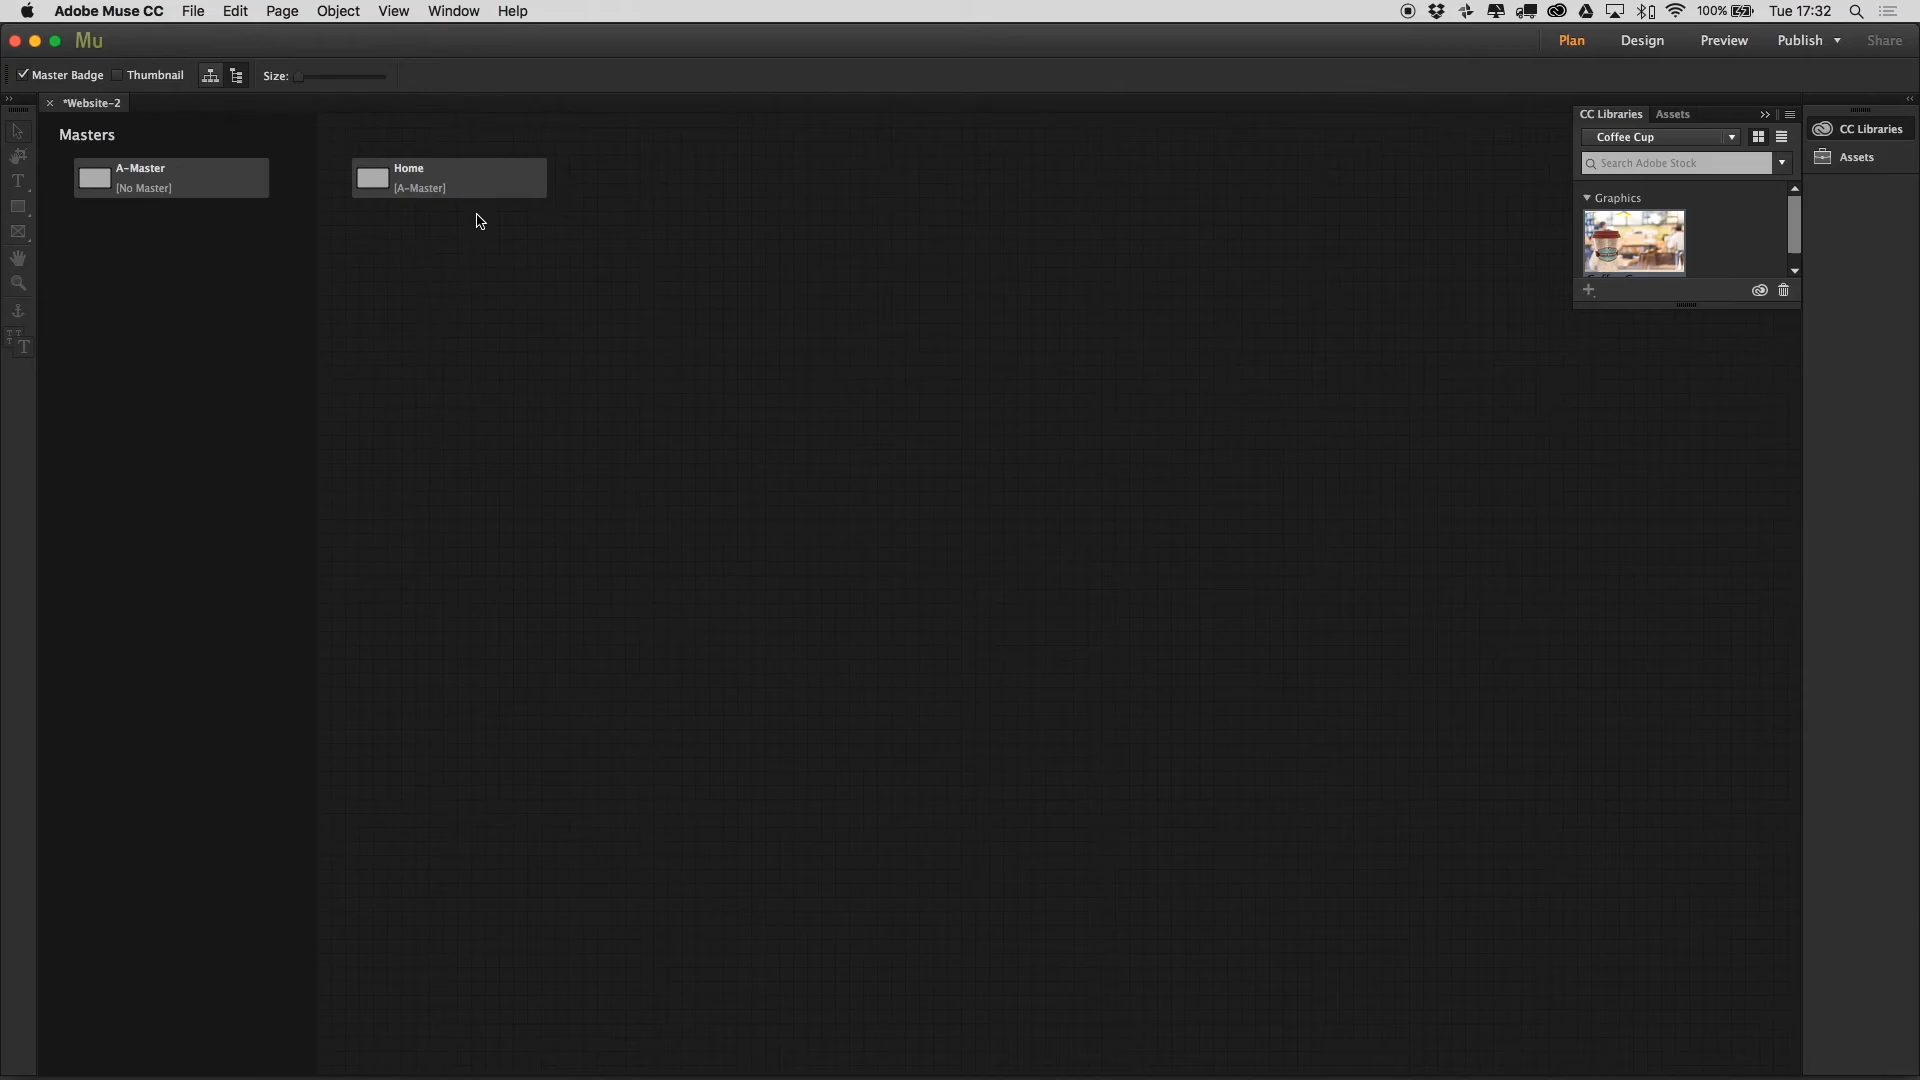 Adobe Muse CC File Edit Page Object View Window Help 100% Tue 17:32
Mu Plan Design Preview Publish Share
Master Badge Thumbnail Size:
*Website-2
Masters
A-Master
[No Master]
Home
[A-Master]
CC Libraries Assets
Coffee Cup
Search Adobe Stock
Graphics
CC Libraries
Assets